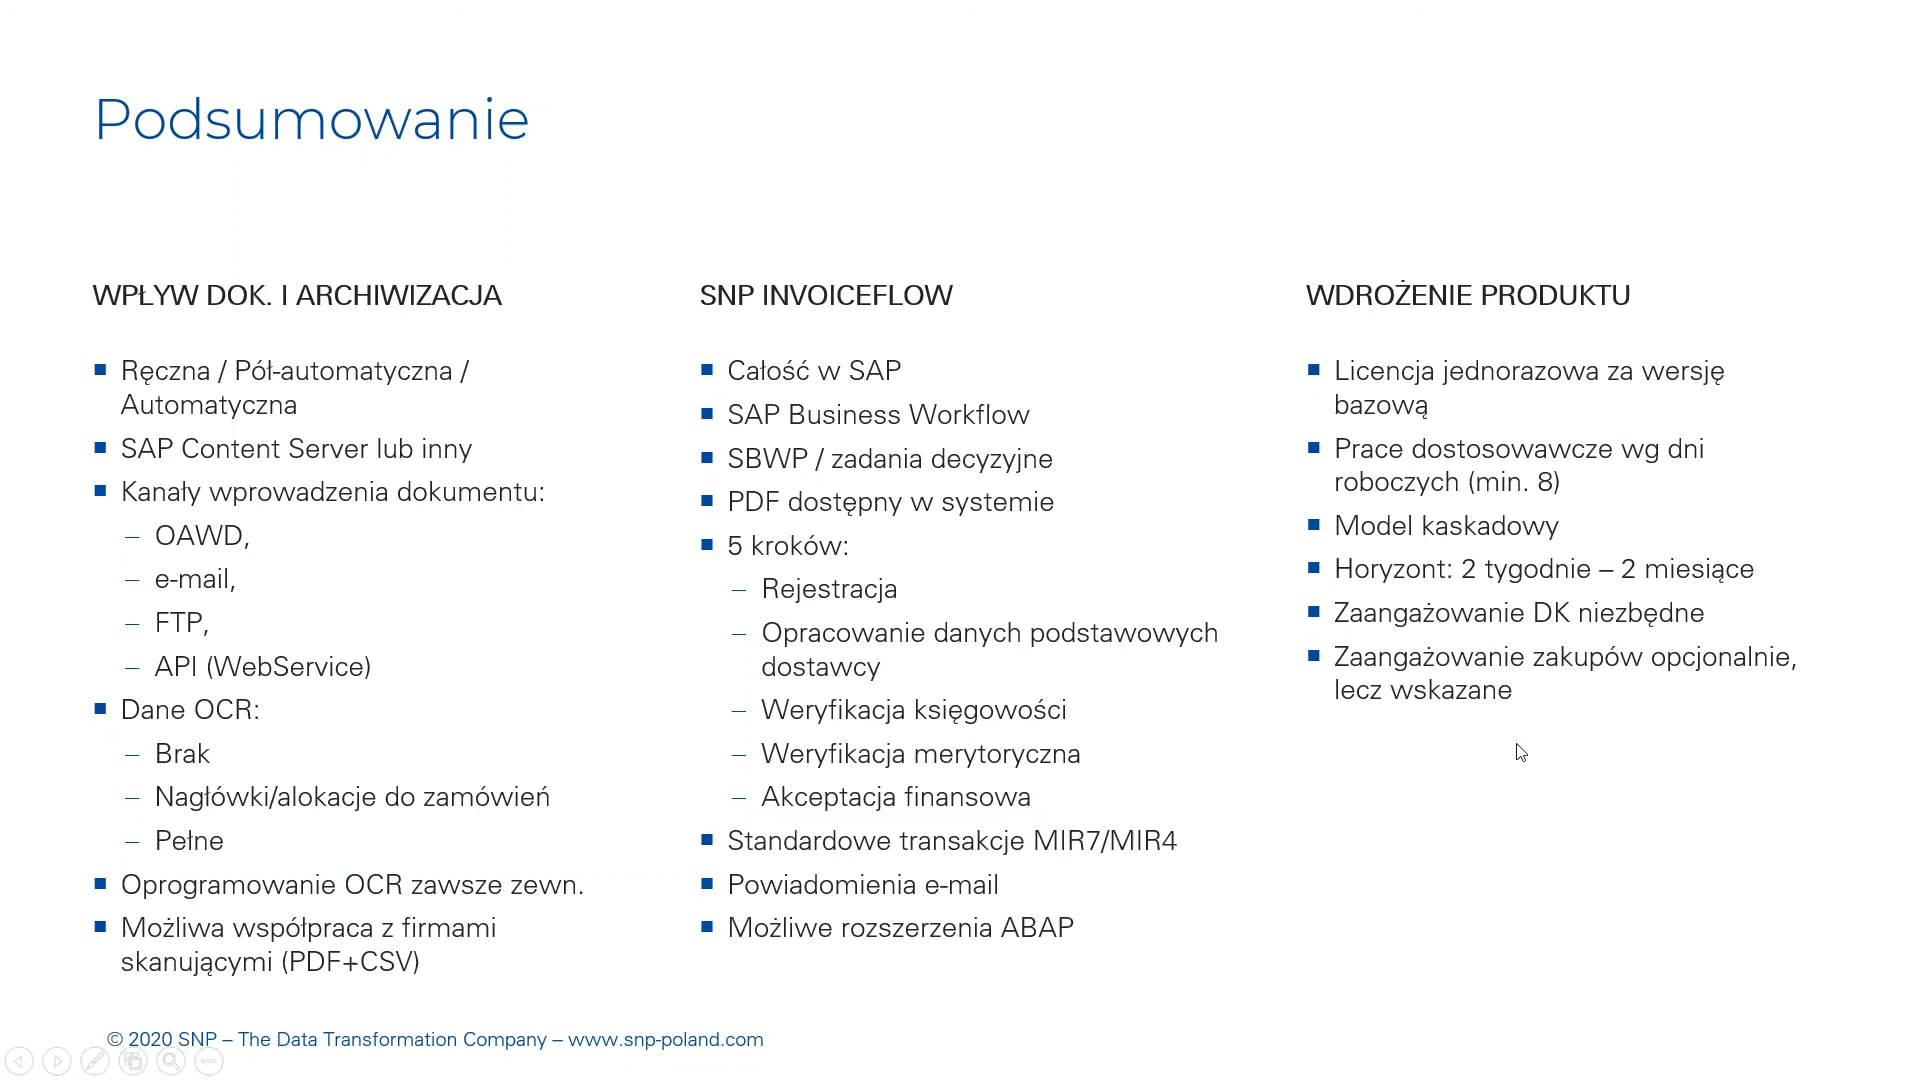 Podsumowanie
WPŁYW DOK. I ARCHIWIZACJA
Ręczna / Pół-automatyczna /
Automatyczna
SAP Content Server lub inny
Kanały wprowadzenia dokumentu:
– OAWD,
– e-mail,
– FTP,
– API (WebService)
Dane OCR:
– Brak
– Nagłówki/alokacje do zamówień
– Pełne
Oprogramowanie OCR zawsze zewn.
Możliwa współpraca z firmami
skanującymi (PDF+CSV)
SNP INVOICEFLOW
Całość w SAP
SAP Business Workflow
SBWP / zadania decyzyjne
PDF dostępny w systemie
5 kroków:
– Rejestracja
– Opracowanie danych podstawowych
dostawcy
– Weryfikacja księgowości
– Weryfikacja merytoryczna
– Akceptacja finansowa
Standardowe transakcje MIR7/MIR4
Powiadomienia e-mail
Możliwe rozszerzenia ABAP
WDROŻENIE PRODUKTU
Licencja jednorazowa za wersję
bazową
Prace dostosowawcze wg dni
roboczych (min. 8)
Model kaskadowy
Horyzont: 2 tygodnie – 2 miesiące
Zaangażowanie DK niezbędne
Zaangażowanie zakupów opcjonalnie,
lecz wskazane
© 2020 SNP – The Data Transformation Company – www.snp-poland.com